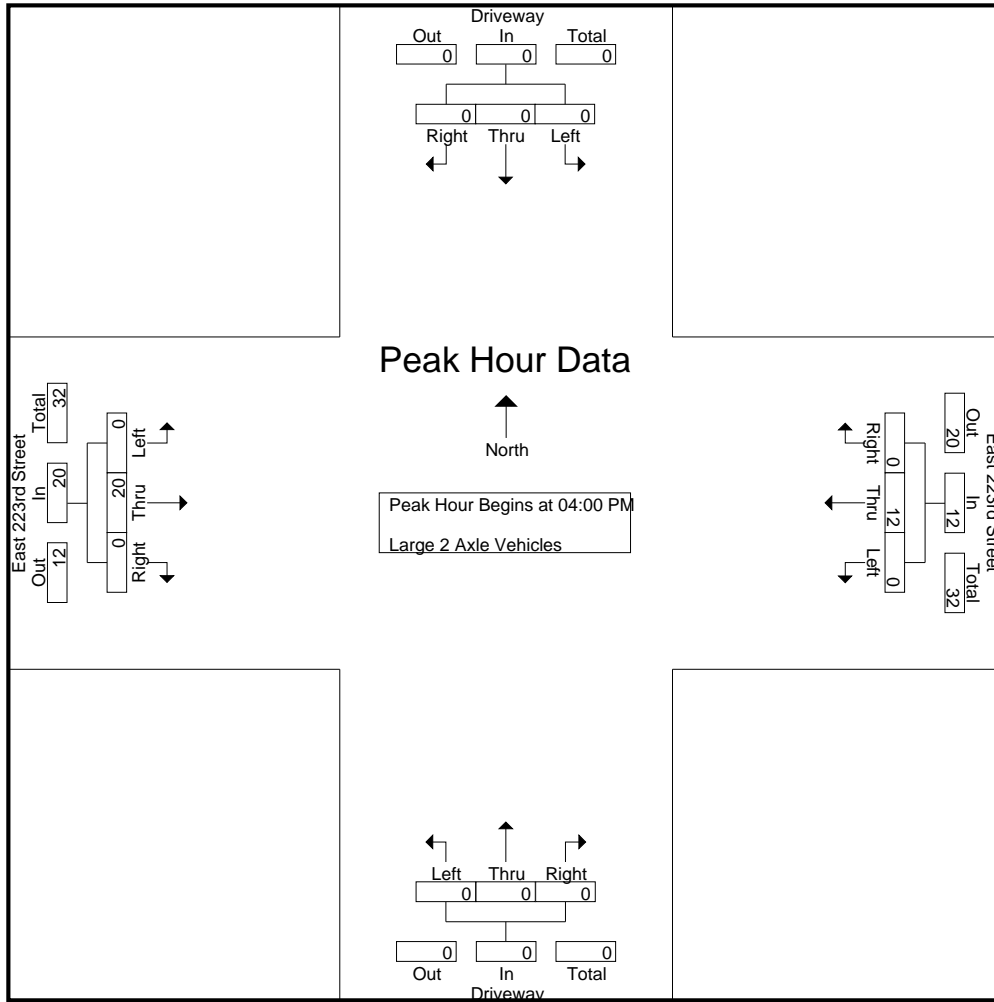 Driveway
Out In Total
0 0 0
0 0 0
Right Thru Left
Peak Hour Data
North
Peak Hour Begins at 04:00 PM
Large 2 Axle Vehicles
East 223rd Street
Total In Out
32 20 12
0 20 0
Left Thru Right
East 223rd Street
Out In Total
20 12 32
0 12 0
Right Thru Left
Left Thru Right
0 0 0
0 0 0
Out In Total
Driveway